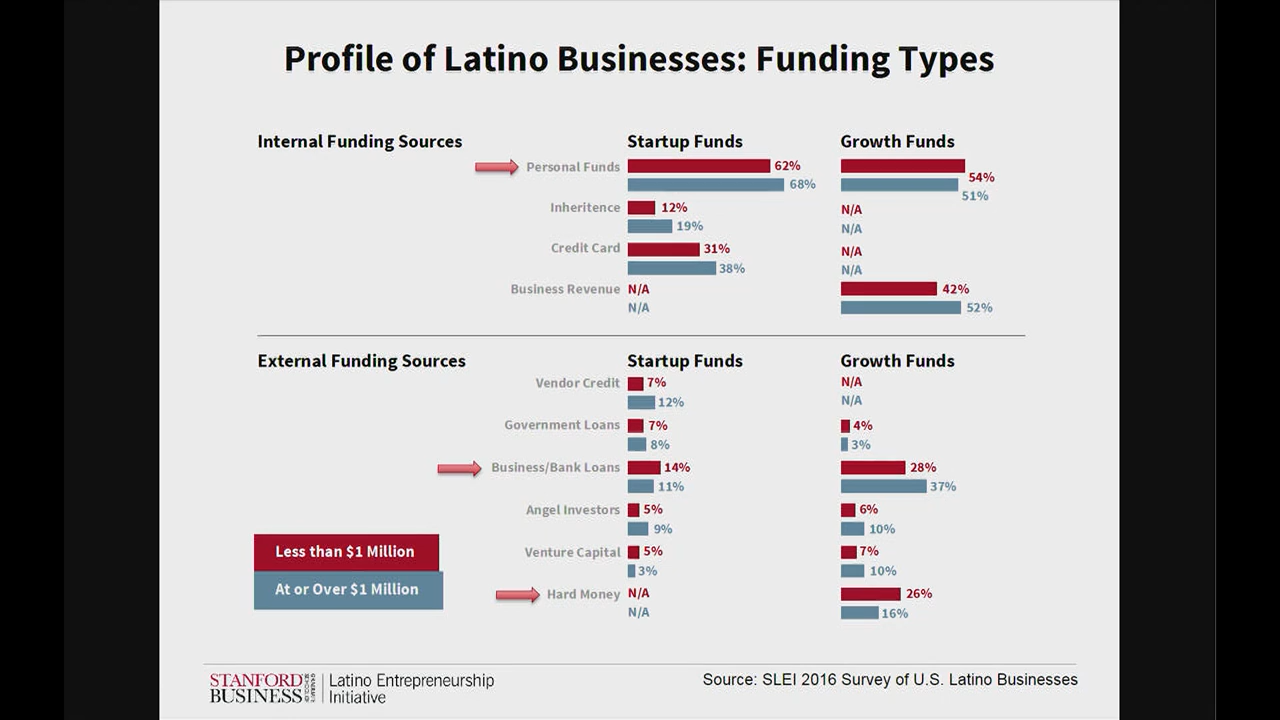 Profile of Latino Businesses: Funding Types
Internal Funding Sources
Startup Funds
Growth Funds
Personal Funds
62%
68%
54%
51%
Inheritence
12%
19%
N/A
N/A
Credit Card
31%
38%
N/A
N/A
Business Revenue
N/A
N/A
42%
52%
External Funding Sources
Startup Funds
Growth Funds
Vendor Credit
7%
12%
N/A
N/A
Government Loans
7%
8%
4%
3%
Business/Bank Loans
14%
11%
28%
37%
Angel Investors
5%
9%
6%
10%
Venture Capital
5%
3%
7%
10%
Hard Money
N/A
N/A
26%
16%
Less than $1 Million
At or Over $1 Million
STANFORD
BUSINESS
Latino Entrepreneurship
Initiative
Source: SLEI 2016 Survey of U.S. Latino Businesses